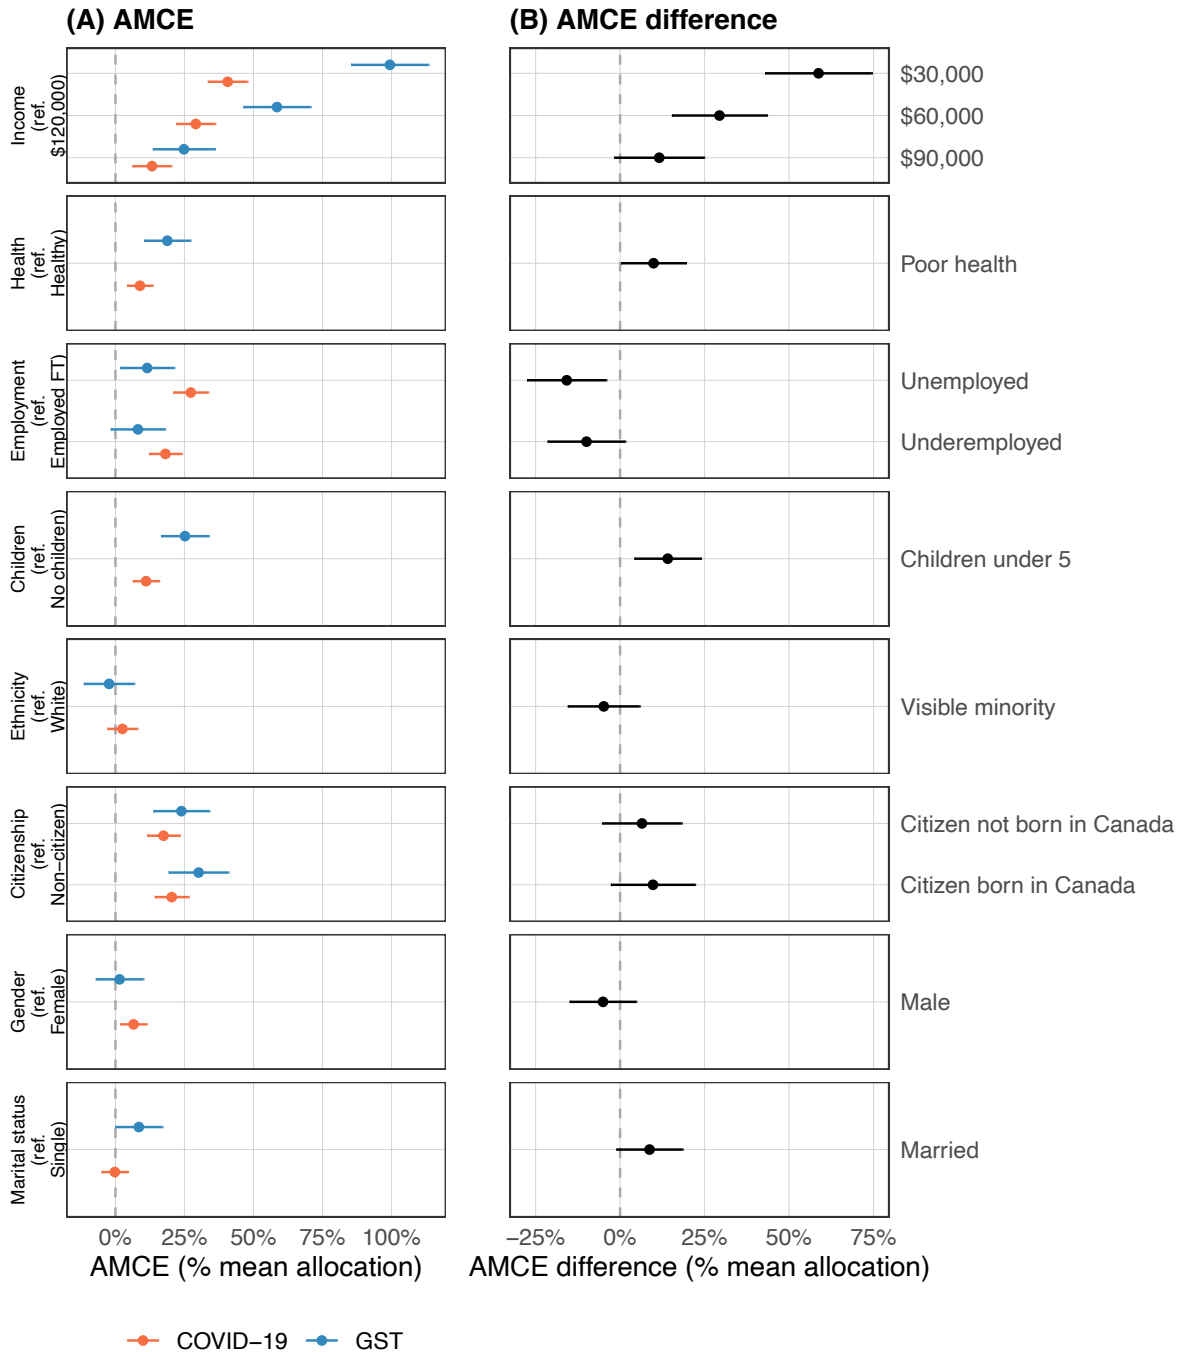 (A) AMCE
(B) AMCE difference
Income
(ref.
$120,000)
$30,000
$60,000
$90,000
Health
(ref.
Healthy)
Poor health
Employment
(ref.
Employed FT)
Unemployed
Underemployed
Children
(ref.
No children)
Children under 5
Ethnicity
(ref.
White)
Visible minority
Citizenship
(ref.
Non−citizen)
Citizen not born in Canada
Citizen born in Canada
Gender
(ref.
Female)
Male
Marital status
(ref.
Single)
Married
0% 25% 50% 75% 100%
−25% 0% 25% 50% 75%
AMCE (% mean allocation)
AMCE difference (% mean allocation)
COVID−19 GST